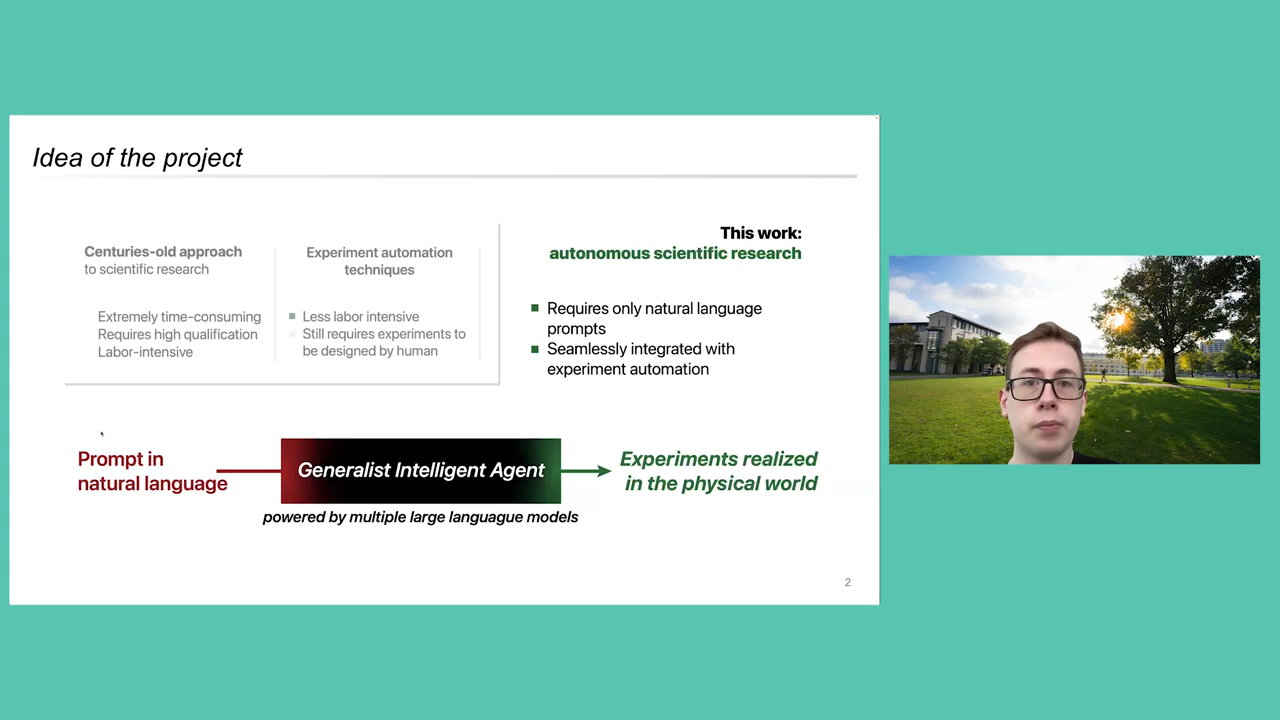 Idea of the project
Centuries-old approach
to scientific research
Extremely time-consuming
Requires high qualification
Labor-intensive
Experiment automation
techniques
Less labor intensive
Still requires experiments to
be designed by human
This work:
autonomous scientific research
Requires only natural language
prompts
Seamlessly integrated with
experiment automation
Prompt in
natural language
Generalist Intelligent Agent
powered by multiple large languague models
Experiments realized
in the physical world
2